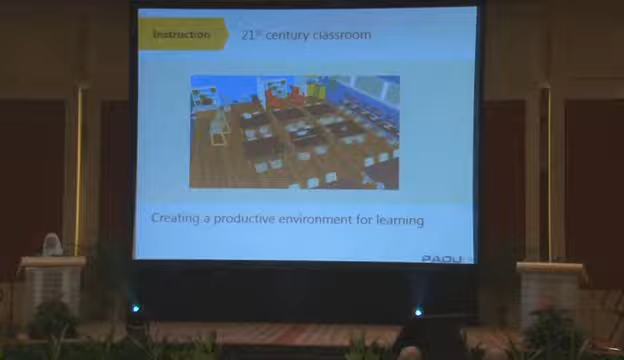 Instruction
21st century classroom
Creating a productive environment for learning
PADU